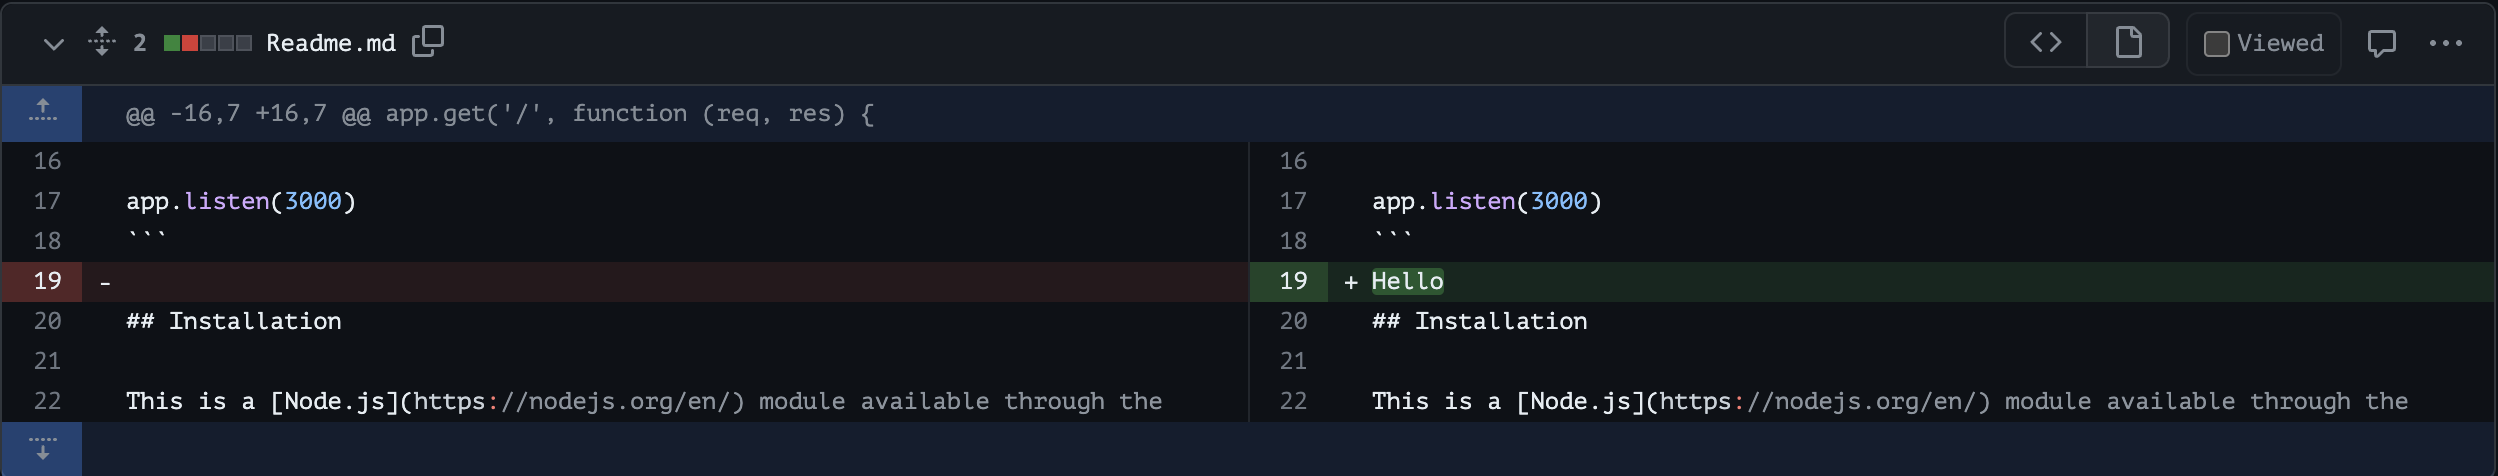 2 Readme.md Viewed
@@ -16,7 +16,7 @@ app.get('/', function (req, res) {
16
17 app.listen(3000)
18 ```
19 -
20 ## Installation
21
22 This is a [Node.js](https://nodejs.org/en/) module available through the
16
17 app.listen(3000)
18 ```
19 + Hello
20 ## Installation
21
22 This is a [Node.js](https://nodejs.org/en/) module available through the